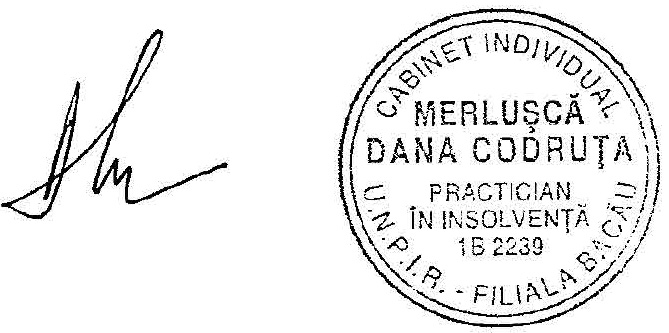 CABINET INDIVIDUAL
MERLUȘCĂ
DANA CODRUȚA
PRACTICIAN
ÎN INSOLVENȚĂ
1B 2239
U.N.P.I.R. - FILIALA BACĂU